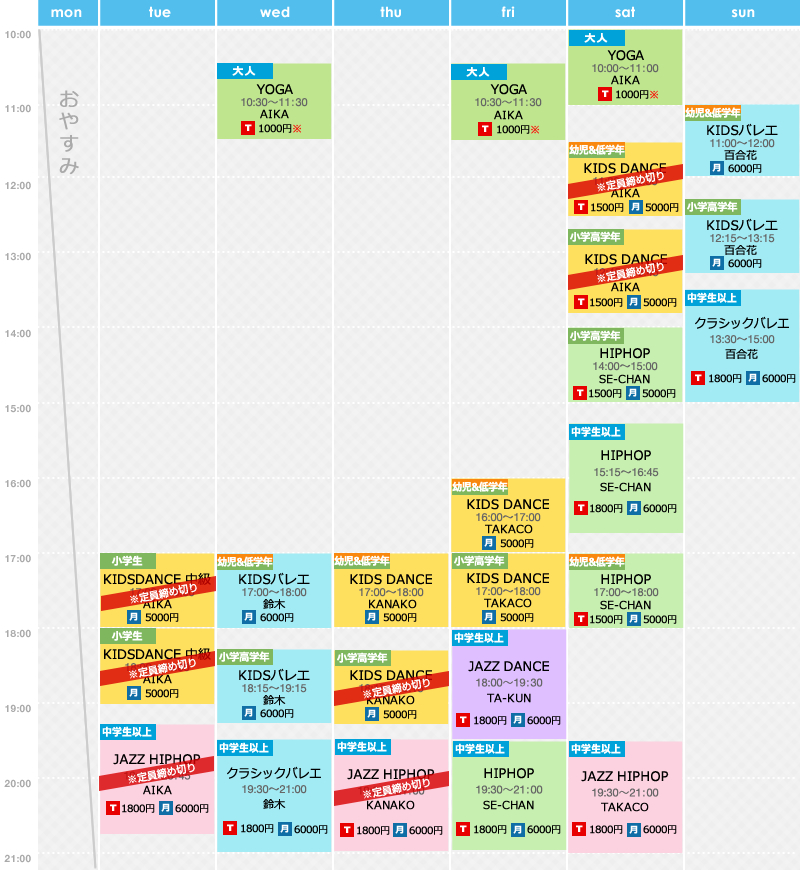 mon
tue
wed
thu
fri
sat
sun
10:00
11:00
12:00
13:00
14:00
15:00
16:00
17:00
18:00
19:00
20:00
21:00
おやすみ
小学生
KIDSDANCE 中級
※定員締め切り
AIKA
月 5000円
小学生
KIDSDANCE 中級
※定員締め切り
AIKA
月 5000円
中学生以上
JAZZ HIPHOP
※定員締め切り
AIKA
T 1800円 月 6000円
大人
YOGA
10:30〜11:30
AIKA
T 1000円※
幼児&低学年
KIDSバレエ
17:00〜18:00
鈴木
月 6000円
小学高学年
KIDSバレエ
18:15〜19:15
鈴木
月 6000円
中学生以上
クラシックバレエ
19:30〜21:00
鈴木
T 1800円 月 6000円
幼児&低学年
KIDS DANCE
17:00〜18:00
KANAKO
月 5000円
小学高学年
KIDS DANCE
※定員締め切り
KANAKO
月 5000円
中学生以上
JAZZ HIPHOP
※定員締め切り
KANAKO
T 1800円 月 6000円
大人
YOGA
10:30〜11:30
AIKA
T 1000円※
幼児&低学年
KIDS DANCE
16:00〜17:00
TAKACO
月 5000円
小学高学年
KIDS DANCE
17:00〜18:00
TAKACO
月 5000円
中学生以上
JAZZ DANCE
18:00〜19:30
TA-KUN
T 1800円 月 6000円
中学生以上
HIPHOP
19:30〜21:00
SE-CHAN
T 1800円 月 6000円
大人
YOGA
10:00〜11:00
AIKA
T 1000円※
幼児&低学年
KIDS DANCE
※定員締め切り
AIKA
T 1500円 月 5000円
小学高学年
KIDS DANCE
※定員締め切り
AIKA
T 1500円 月 5000円
小学高学年
HIPHOP
14:00〜15:00
SE-CHAN
T 1500円 月 5000円
中学生以上
HIPHOP
15:15〜16:45
SE-CHAN
T 1800円 月 6000円
幼児&低学年
HIPHOP
17:00〜18:00
SE-CHAN
T 1500円 月 5000円
中学生以上
JAZZ HIPHOP
19:30〜21:00
TAKACO
T 1800円 月 6000円
幼児&低学年
KIDSバレエ
11:00〜12:00
百合花
月 6000円
小学高学年
KIDSバレエ
12:15〜13:15
百合花
月 6000円
中学生以上
クラシックバレエ
13:30〜15:00
百合花
T 1800円 月 6000円